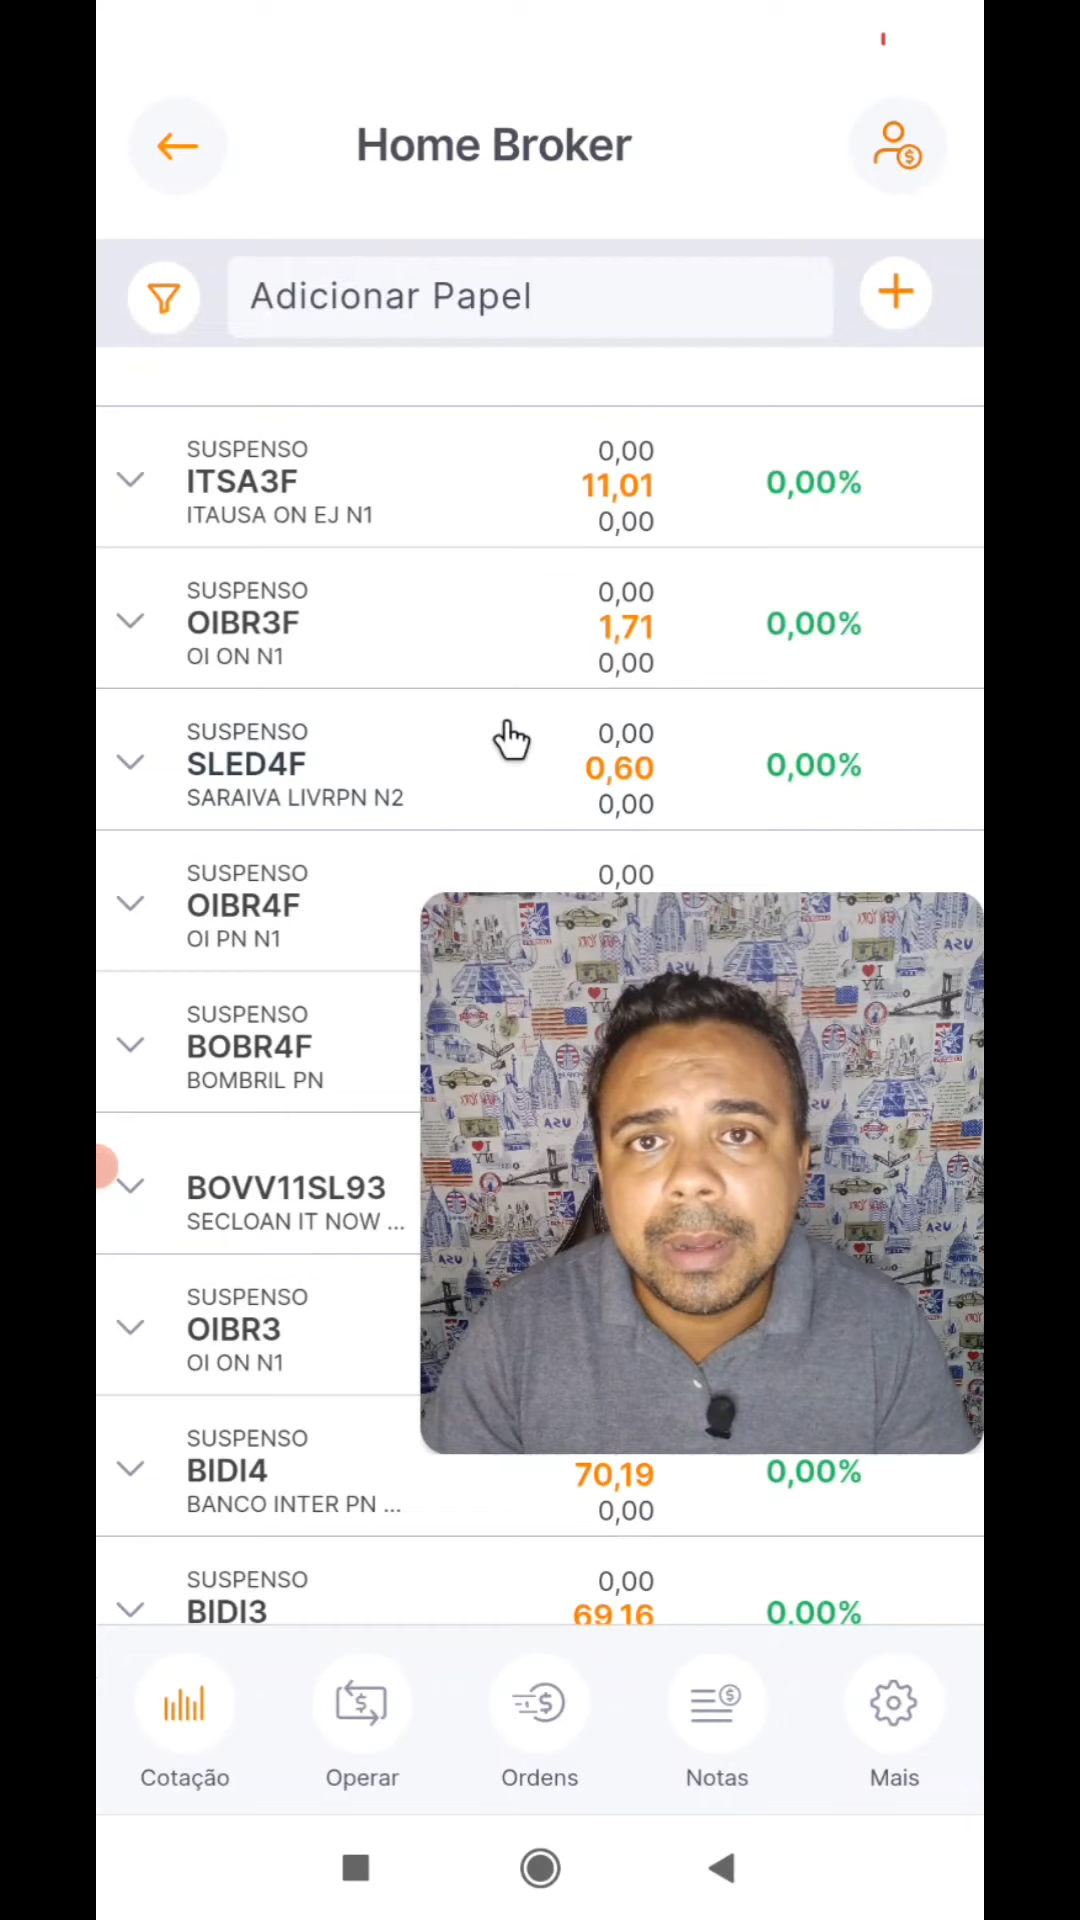 Home Broker
Adicionar Papel
SUSPENSO
ITSA3F
ITAUSA ON EJ N1
0,00
11,01
0,00
0,00%
SUSPENSO
OIBR3F
OI ON N1
0,00
1,71
0,00
0,00%
SUSPENSO
SLED4F
SARAIVA LIVRPN N2
0,00
0,60
0,00
0,00%
SUSPENSO
OIBR4F
OI PN N1
0,00
SUSPENSO
BOBR4F
BOMBRIL PN
BOVV11SL93
SECLOAN IT NOW ...
SUSPENSO
OIBR3
OI ON N1
SUSPENSO
BIDI4
BANCO INTER PN ...
70,19
0,00
0,00%
SUSPENSO
BIDI3
0,00
69,16
0,00%
Cotação
Operar
Ordens
Notas
Mais